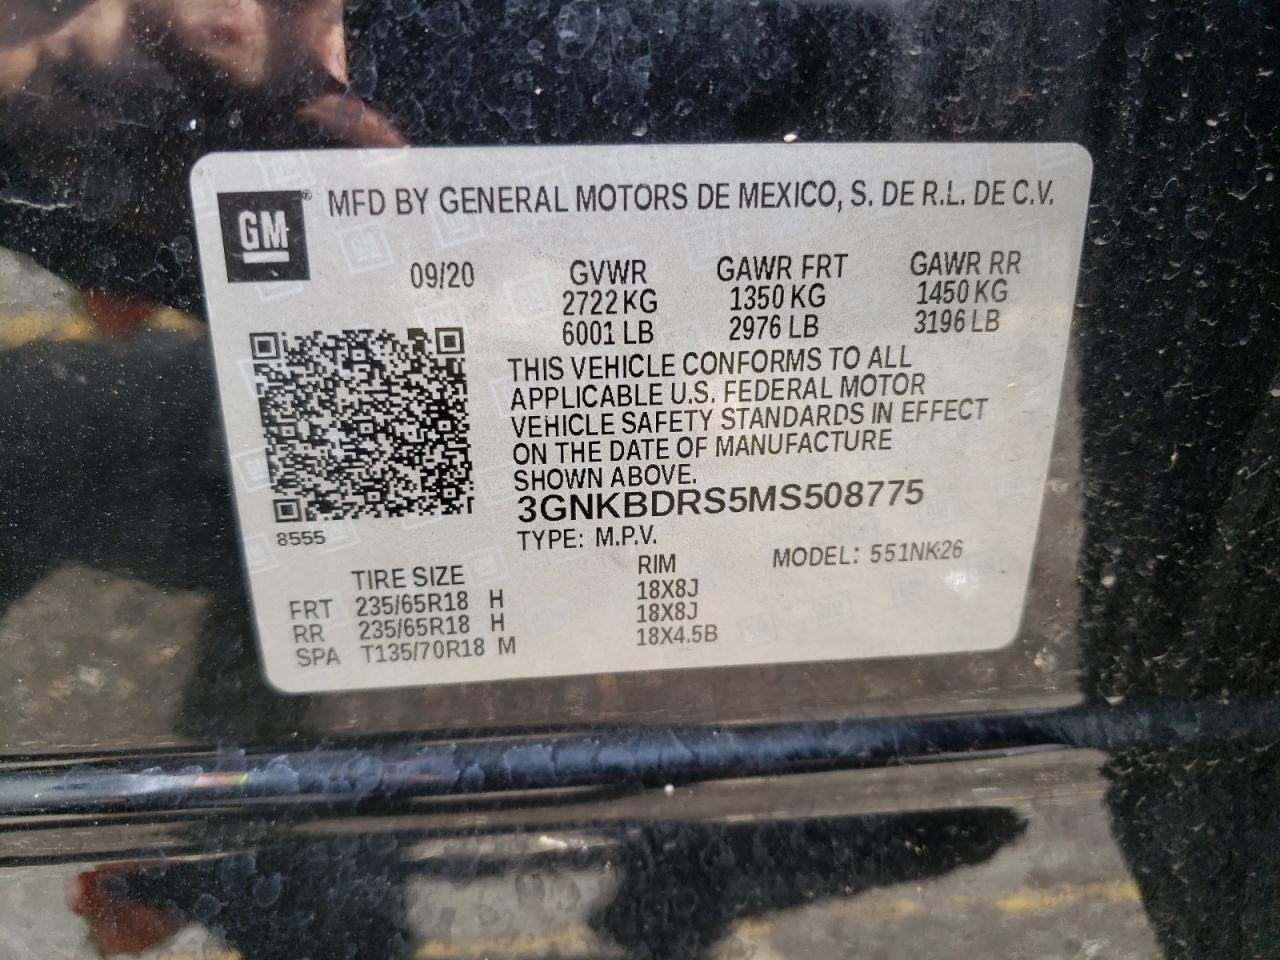 GM ® MFD BY GENERAL MOTORS DE MEXICO, S. DE R.L. DE C.V.
09/20 GVWR GAWR FRT GAWR RR
2722 KG 1350 KG 1450 KG
6001 LB 2976 LB 3196 LB
THIS VEHICLE CONFORMS TO ALL
APPLICABLE U.S. FEDERAL MOTOR
VEHICLE SAFETY STANDARDS IN EFFECT
ON THE DATE OF MANUFACTURE
SHOWN ABOVE.
3GNKBDRS5MS508775
8555 TYPE: M.P.V. MODEL: 551NK26
TIRE SIZE RIM
FRT 235/65R18 H 18X8J
RR 235/65R18 H 18X8J
SPA T135/70R18 M 18X4.5B